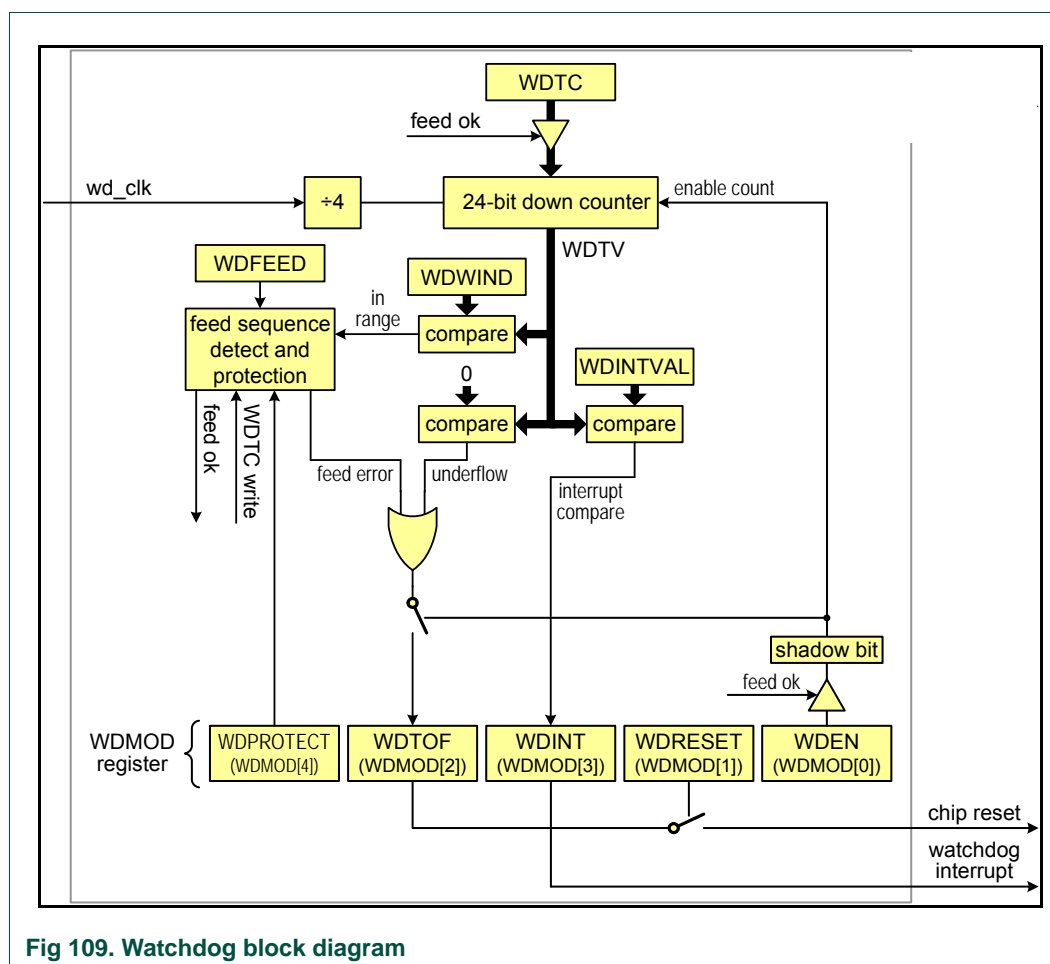 WDTC
feed ok
wd_clk
÷4
24-bit down counter
enable count
WDTV
WDFEED
WDWIND
in
range
feed sequence
detect and
protection
compare
WDINTVAL
0
compare
compare
feed ok
WDTC write
feed error
underflow
interrupt
compare
shadow bit
feed ok
WDMOD
register
WDPROTECT
(WDMOD[4])
WDTOF
(WDMOD[2])
WDINT
(WDMOD[3])
WDRESET
(WDMOD[1])
WDEN
(WDMOD[0])
chip reset
watchdog
interrupt
Fig 109. Watchdog block diagram